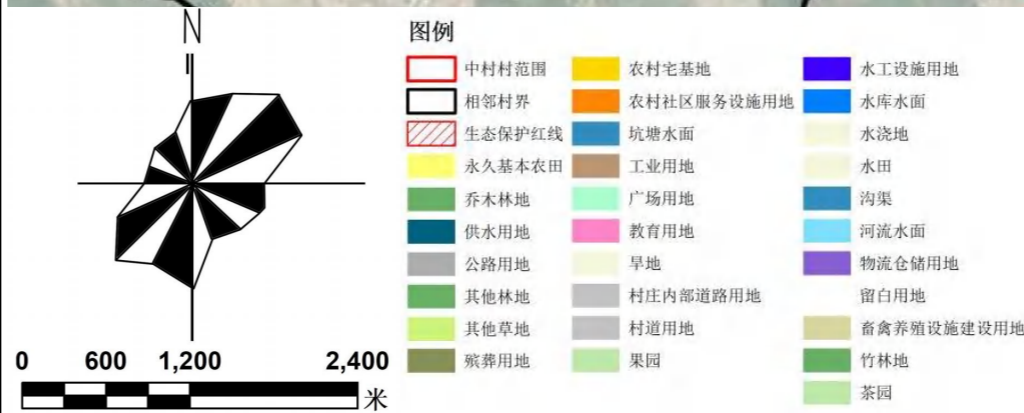 N
图例
中村村范围
相邻村界
生态保护红线
永久基本农田
乔木林地
供水用地
公路用地
其他林地
其他草地
殡葬用地
农村宅基地
农村社区服务设施用地
坑塘水面
工业用地
广场用地
教育用地
旱地
村庄内部道路用地
村道用地
果园
水工设施用地
水库水面
水浇地
水田
沟渠
河流水面
物流仓储用地
留白用地
畜禽养殖设施建设用地
竹林地
茶园
0 600 1,200 2,400
米